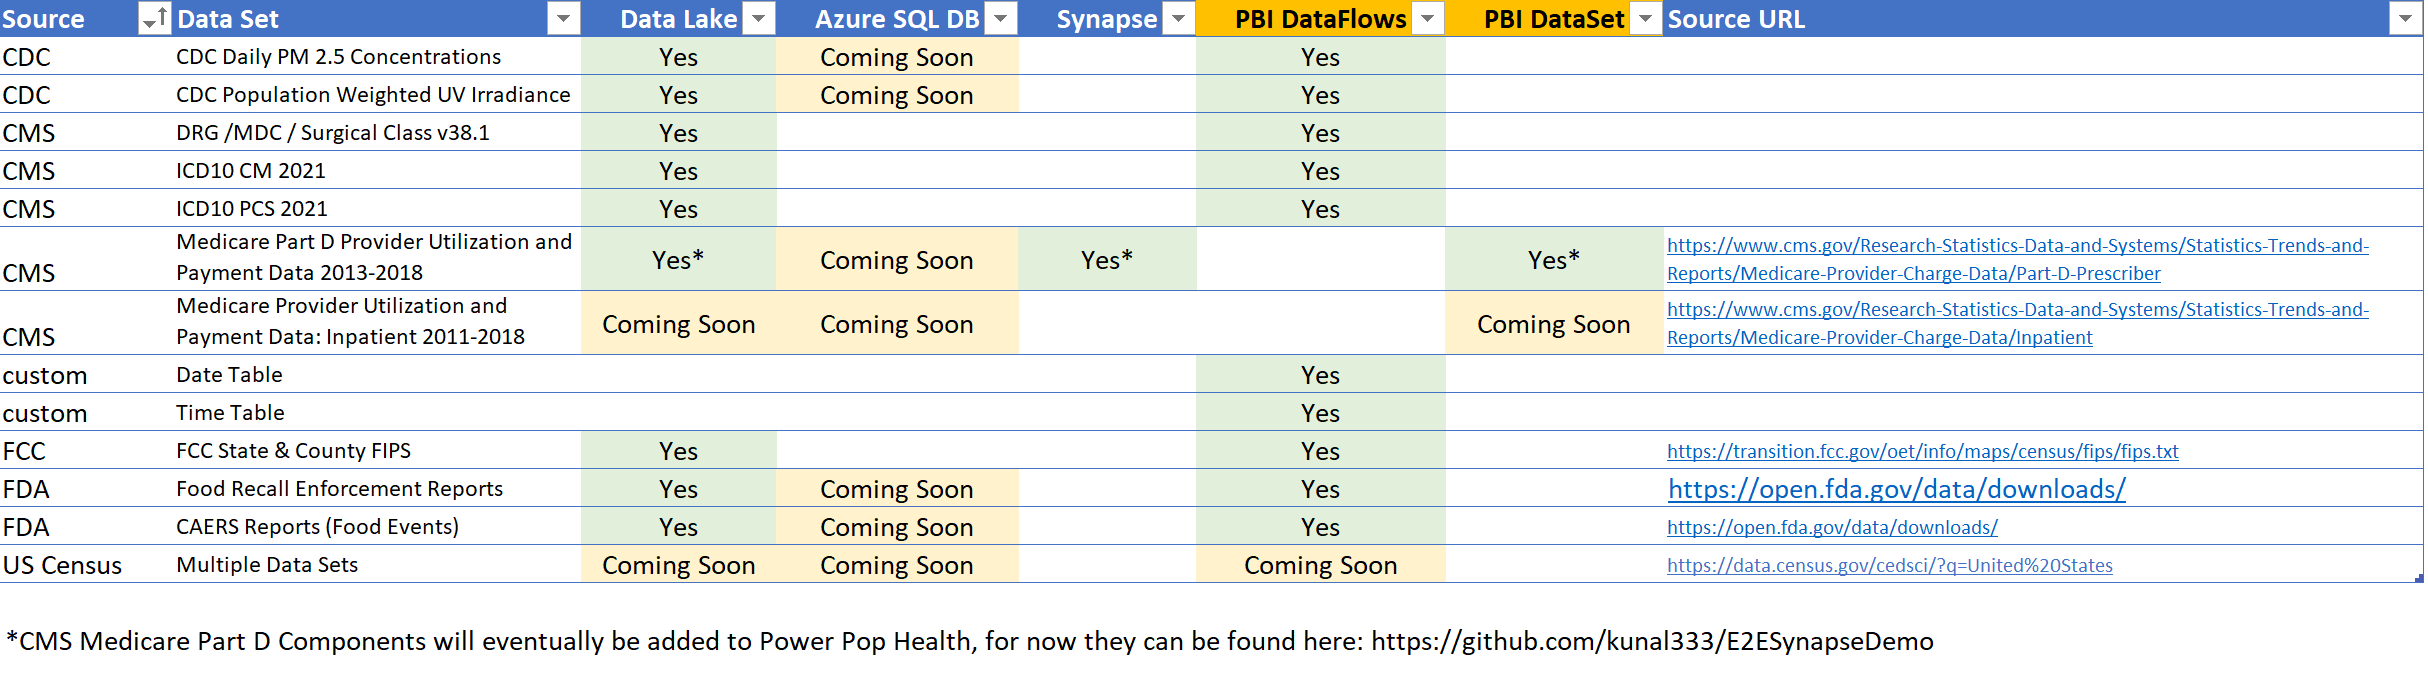 Source Data Set Data Lake Azure SQL DB Synapse PBI DataFlows PBI DataSet Source URL
CDC CDC Daily PM 2.5 Concentrations Yes Coming Soon Yes
CDC CDC Population Weighted UV Irradiance Yes Coming Soon Yes
CMS DRG /MDC / Surgical Class v38.1 Yes Yes
CMS ICD10 CM 2021 Yes Yes
CMS ICD10 PCS 2021 Yes Yes
Medicare Part D Provider Utilization and https://www.cms.gov/Research-Statistics-Data-and-Systems/Statistics-Trends-and-
CMS Payment Data 2013-2018 Yes* Coming Soon Yes* Yes* Reports/Medicare-Provider-Charge-Data/Part-D-Prescriber
Medicare Provider Utilization and https://www.cms.gov/Research-Statistics-Data-and-Systems/Statistics-Trends-and-
CMS Payment Data: Inpatient 2011-2018 Coming Soon Coming Soon Coming Soon Reports/Medicare-Provider-Charge-Data/Inpatient
custom Date Table Yes
custom Time Table Yes
FCC FCC State & County FIPS Yes Yes https://transition.fcc.gov/oet/info/maps/census/fips/fips.txt
FDA Food Recall Enforcement Reports Yes Coming Soon Yes https://open.fda.gov/data/downloads/
FDA CAERS Reports (Food Events) Yes Coming Soon Yes https://open.fda.gov/data/downloads/
US Census Multiple Data Sets Coming Soon Coming Soon Coming Soon https://data.census.gov/cedsci/?q=United%20States
*CMS Medicare Part D Components will eventually be added to Power Pop Health, for now they can be found here: https://github.com/kunal333/E2ESynapseDemo